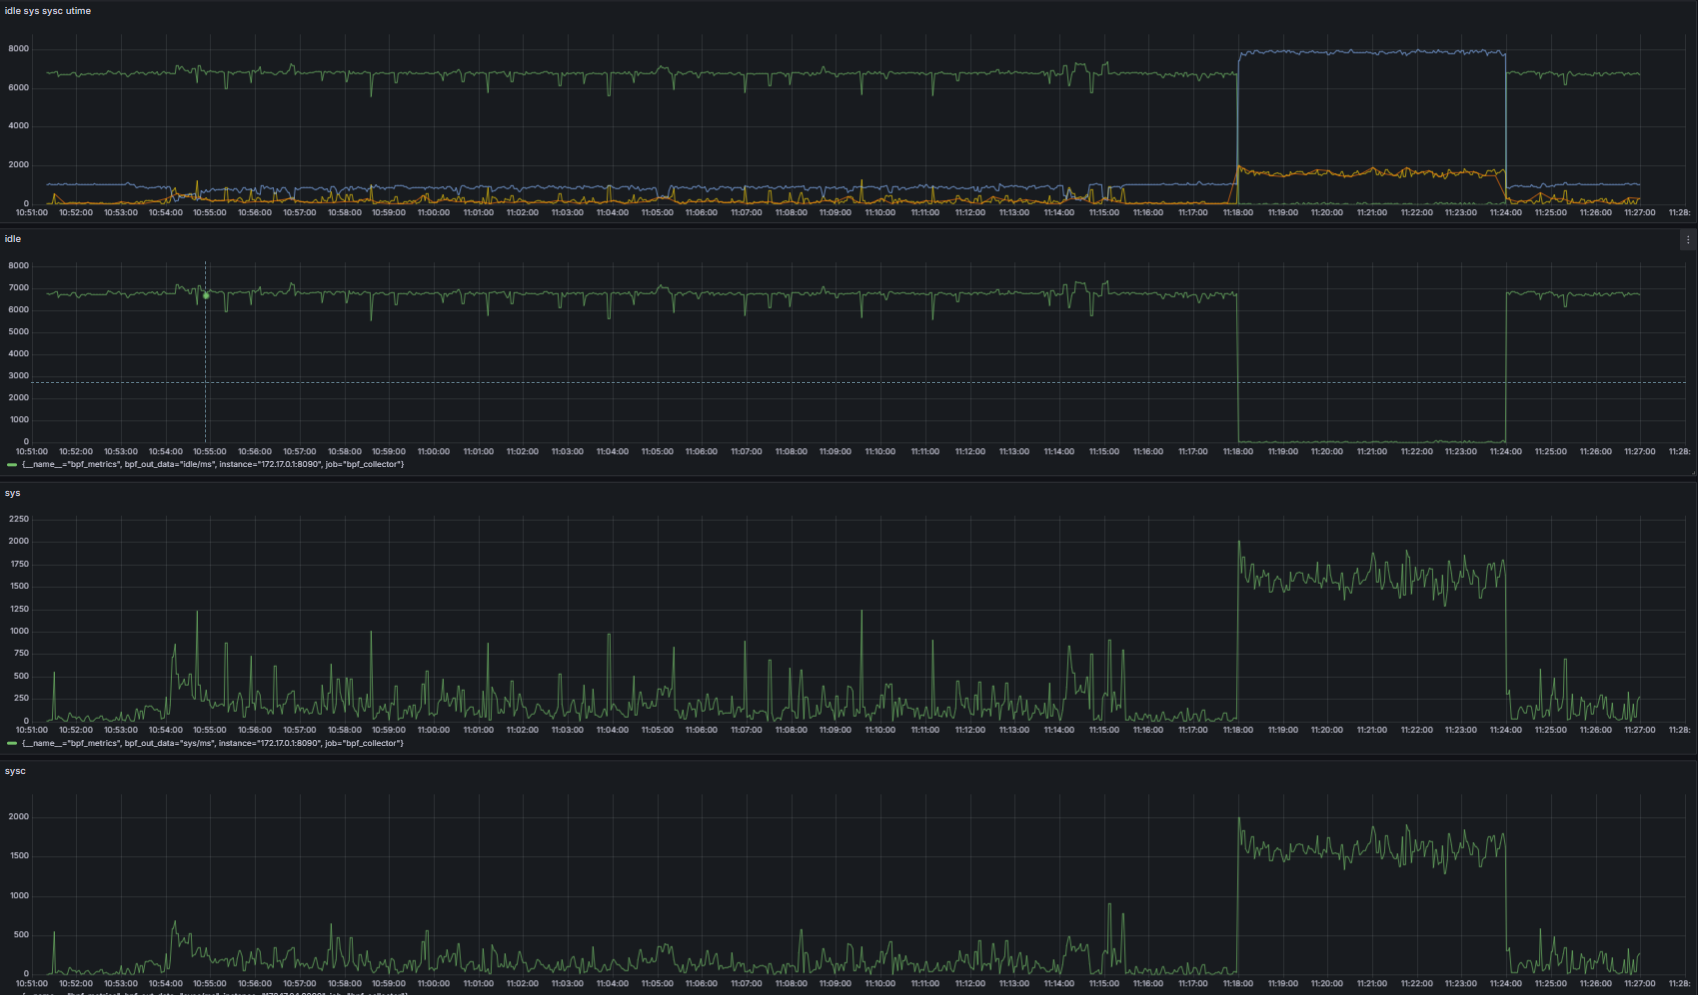 idle sys sysc utime
8000
6000
4000
2000
0
10:51:00 10:52:00 10:53:00 10:54:00 10:55:00 10:56:00 10:57:00 10:58:00 10:59:00 11:00:00 11:01:00 11:02:00 11:03:00 11:04:00 11:05:00 11:06:00 11:07:00 11:08:00 11:09:00 11:10:00 11:11:00 11:12:00 11:13:00 11:14:00 11:15:00 11:16:00 11:17:00 11:18:00 11:19:00 11:20:00 11:21:00 11:22:00 11:23:00 11:24:00 11:25:00 11:26:00 11:27:00 11:28:
idle
8000
7000
6000
5000
4000
3000
2000
1000
0
10:51:00 10:52:00 10:53:00 10:54:00 10:55:00 10:56:00 10:57:00 10:58:00 10:59:00 11:00:00 11:01:00 11:02:00 11:03:00 11:04:00 11:05:00 11:06:00 11:07:00 11:08:00 11:09:00 11:10:00 11:11:00 11:12:00 11:13:00 11:14:00 11:15:00 11:16:00 11:17:00 11:18:00 11:19:00 11:20:00 11:21:00 11:22:00 11:23:00 11:24:00 11:25:00 11:26:00 11:27:00 11:28:
{__name__="bpf_metrics", bpf_out_data="idle/ms", instance="172.17.0.1:8090", job="bpf_collector"}
sys
2250
2000
1750
1500
1250
1000
750
500
250
0
10:51:00 10:52:00 10:53:00 10:54:00 10:55:00 10:56:00 10:57:00 10:58:00 10:59:00 11:00:00 11:01:00 11:02:00 11:03:00 11:04:00 11:05:00 11:06:00 11:07:00 11:08:00 11:09:00 11:10:00 11:11:00 11:12:00 11:13:00 11:14:00 11:15:00 11:16:00 11:17:00 11:18:00 11:19:00 11:20:00 11:21:00 11:22:00 11:23:00 11:24:00 11:25:00 11:26:00 11:27:00 11:28:
{__name__="bpf_metrics", bpf_out_data="sys/ms", instance="172.17.0.1:8090", job="bpf_collector"}
sysc
2000
1500
1000
500
0
10:51:00 10:52:00 10:53:00 10:54:00 10:55:00 10:56:00 10:57:00 10:58:00 10:59:00 11:00:00 11:01:00 11:02:00 11:03:00 11:04:00 11:05:00 11:06:00 11:07:00 11:08:00 11:09:00 11:10:00 11:11:00 11:12:00 11:13:00 11:14:00 11:15:00 11:16:00 11:17:00 11:18:00 11:19:00 11:20:00 11:21:00 11:22:00 11:23:00 11:24:00 11:25:00 11:26:00 11:27:00 11:28: